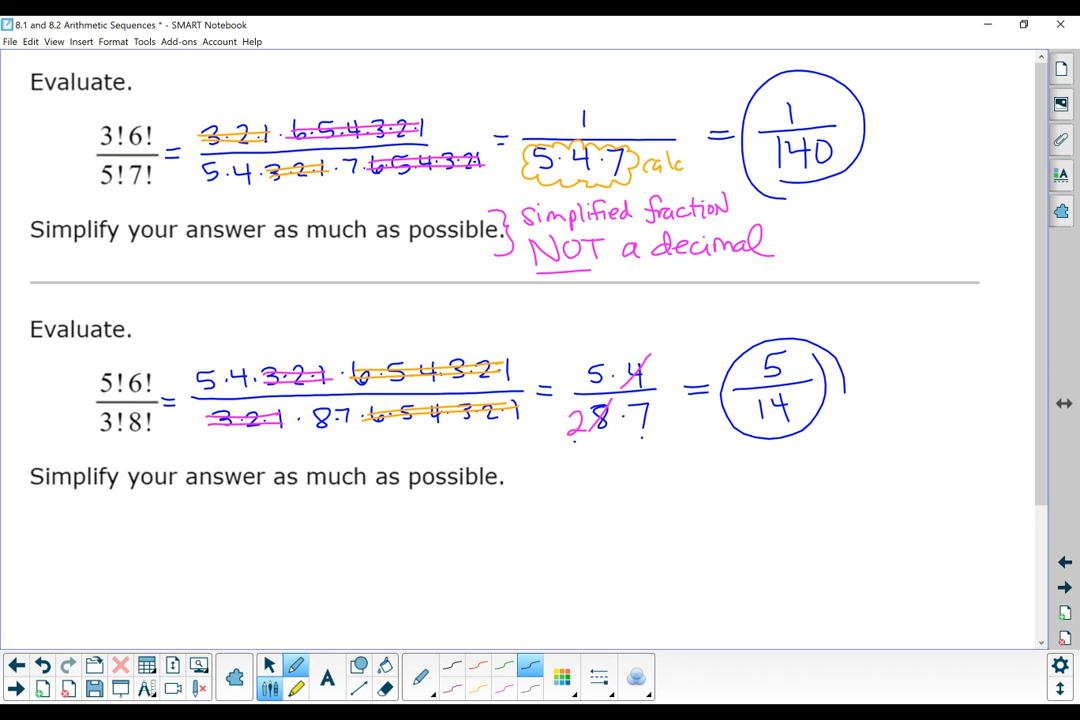 8.1 and 8.2 Arithmetic Sequences * - SMART Notebook
File Edit View Insert Format Tools Add-ons Account Help
Evaluate.
3!6!/5!7! = 3·2·1 · 6·5·4·3·2·1 / 5·4·3·2·1·7·6·5·4·3·2·1 = 1 / 5·4·7 calc = 1/140
Simplify your answer as much as possible. } simplified fraction
NOT a decimal
Evaluate.
5!6!/3!8! = 5·4·3·2·1 · 6·5·4·3·2·1 / 3·2·1 · 8·7·6·5·4·3·2·1 = 5·4 / 2 8·7 = 5/14
Simplify your answer as much as possible.
A
A